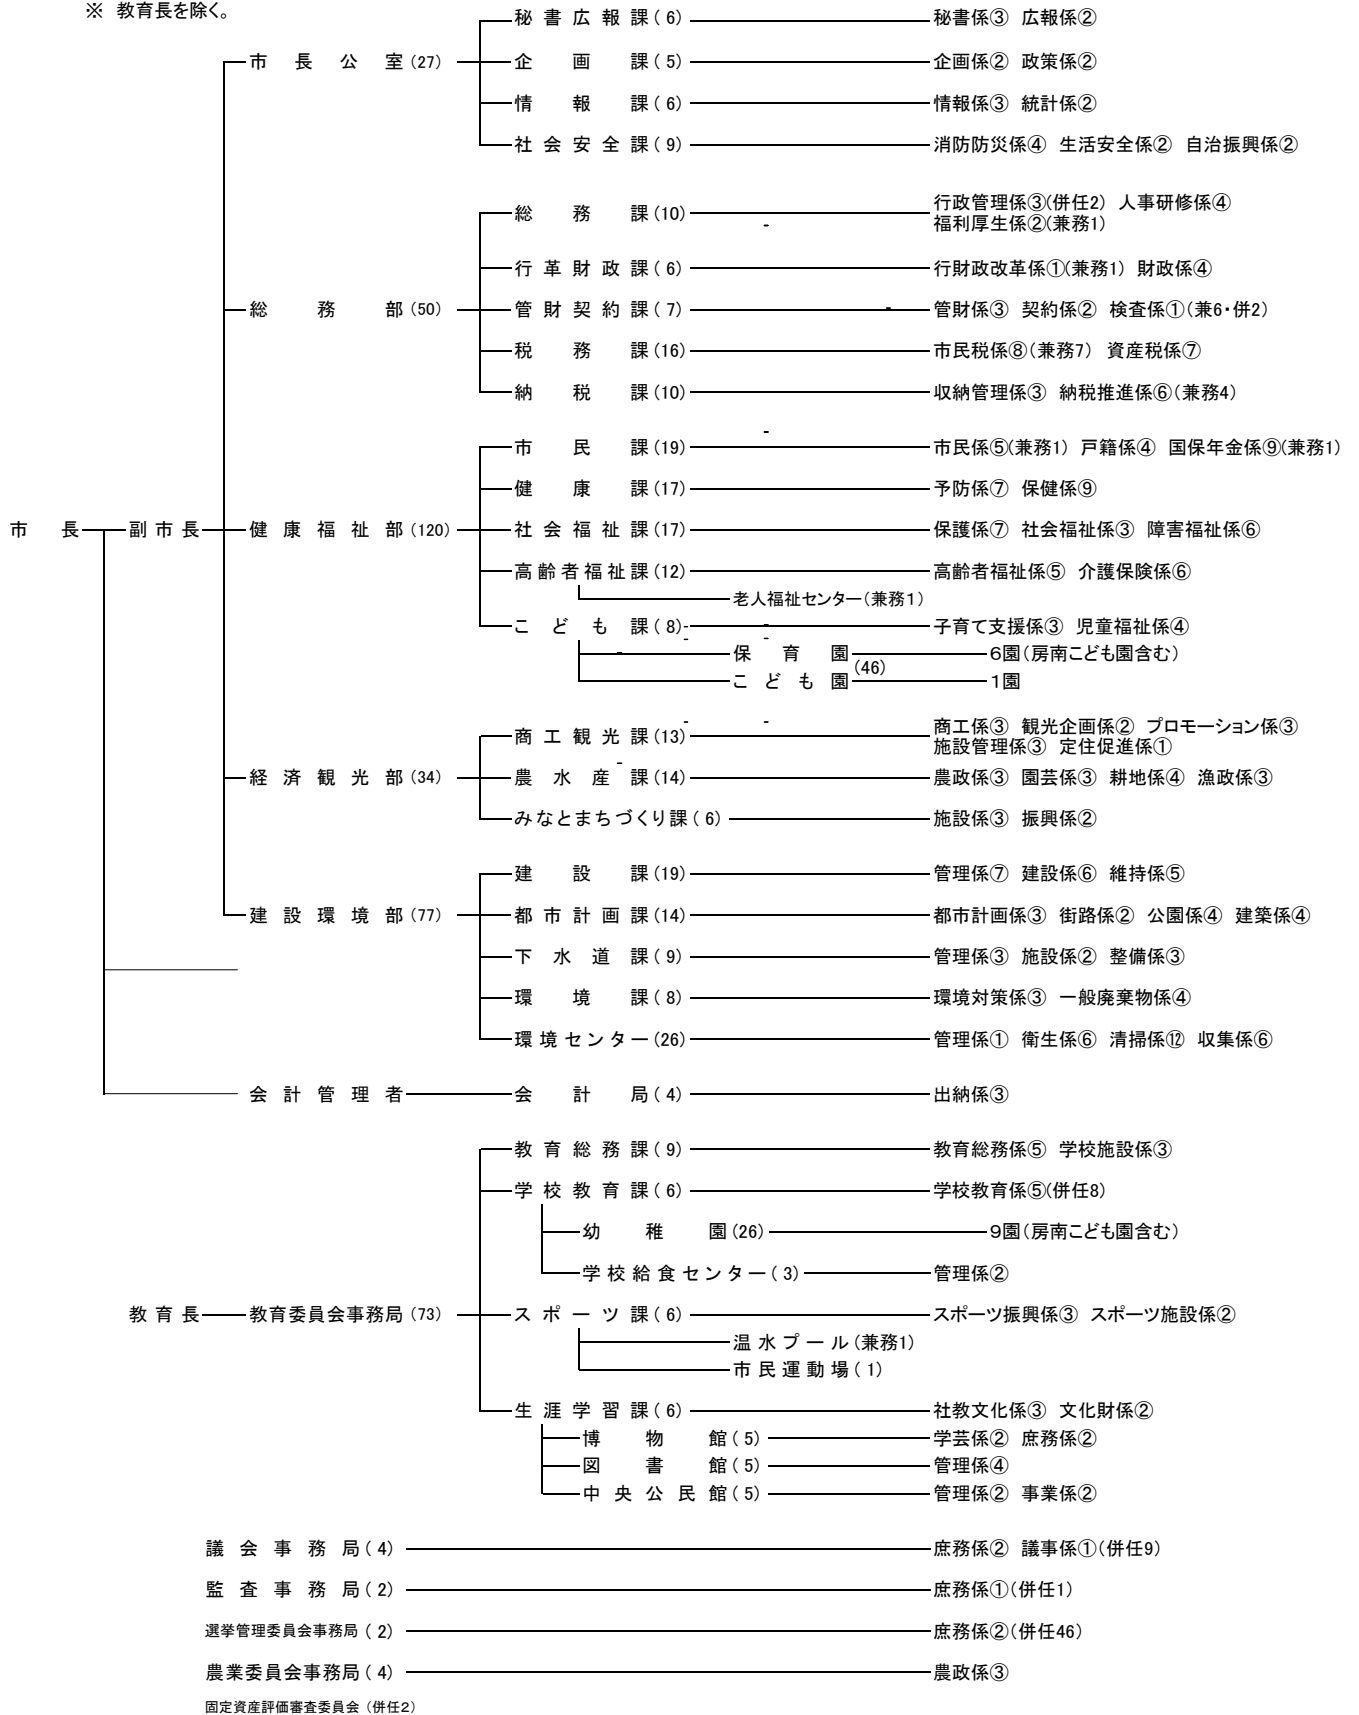 ※ 教育長を除く。
秘書広報課(6) 秘書係③ 広報係②
市長公室(27) 企画課(5) 企画係② 政策係②
情報課(6) 情報係③ 統計係②
社会安全課(9) 消防防災係④ 生活安全係② 自治振興係②
総務課(10) 行政管理係③(併任2) 人事研修係④
福利厚生係②(兼務1)
行革財政課(6) 行財政改革係①(兼務1) 財政係④
総務部(50) 管財契約課(7) 管財係③ 契約係② 検査係①(兼6・併2)
税務課(16) 市民税係⑧(兼務7) 資産税係⑦
納税課(10) 収納管理係③ 納税推進係⑥(兼務4)
市民課(19) 市民係⑤(兼務1) 戸籍係④ 国保年金係⑨(兼務1)
健康課(17) 予防係⑦ 保健係⑨
市長 副市長 健康福祉部(120) 社会福祉課(17) 保護係⑦ 社会福祉係③ 障害福祉係⑥
高齢者福祉課(12) 高齢者福祉係⑤ 介護保険係⑥
老人福祉センター(兼務1)
こども課(8) 子育て支援係③ 児童福祉係④
保育園 6園(房南こども園含む)
(46)
こども園 1園
商工観光課(13) 商工係③ 観光企画係② プロモーション係③
施設管理係③ 定住促進係①
経済観光部(34) 農水産課(14) 農政係③ 園芸係③ 耕地係④ 漁政係③
みなとまちづくり課(6) 施設係③ 振興係②
建設課(19) 管理係⑦ 建設係⑥ 維持係⑤
建設環境部(77) 都市計画課(14) 都市計画係③ 街路係② 公園係④ 建築係④
下水道課(9) 管理係③ 施設係② 整備係③
環境課(8) 環境対策係③ 一般廃棄物係④
環境センター(26) 管理係① 衛生係⑥ 清掃係⑫ 収集係⑥
会計管理者 会計局(4) 出納係③
教育総務課(9) 教育総務係⑤ 学校施設係③
学校教育課(6) 学校教育係⑤(併任8)
幼稚園(26) 9園(房南こども園含む)
学校給食センター(3) 管理係②
教育長 教育委員会事務局(73) スポーツ課(6) スポーツ振興係③ スポーツ施設係②
温水プール(兼務1)
市民運動場(1)
生涯学習課(6) 社教文化係③ 文化財係②
博物館(5) 学芸係② 庶務係②
図書館(5) 管理係④
中央公民館(5) 管理係② 事業係②
議会事務局(4) 庶務係② 議事係①(併任9)
監査事務局(2) 庶務係①(併任1)
選挙管理委員会事務局(2) 庶務係②(併任46)
農業委員会事務局(4) 農政係③
固定資産評価審査委員会(併任2)